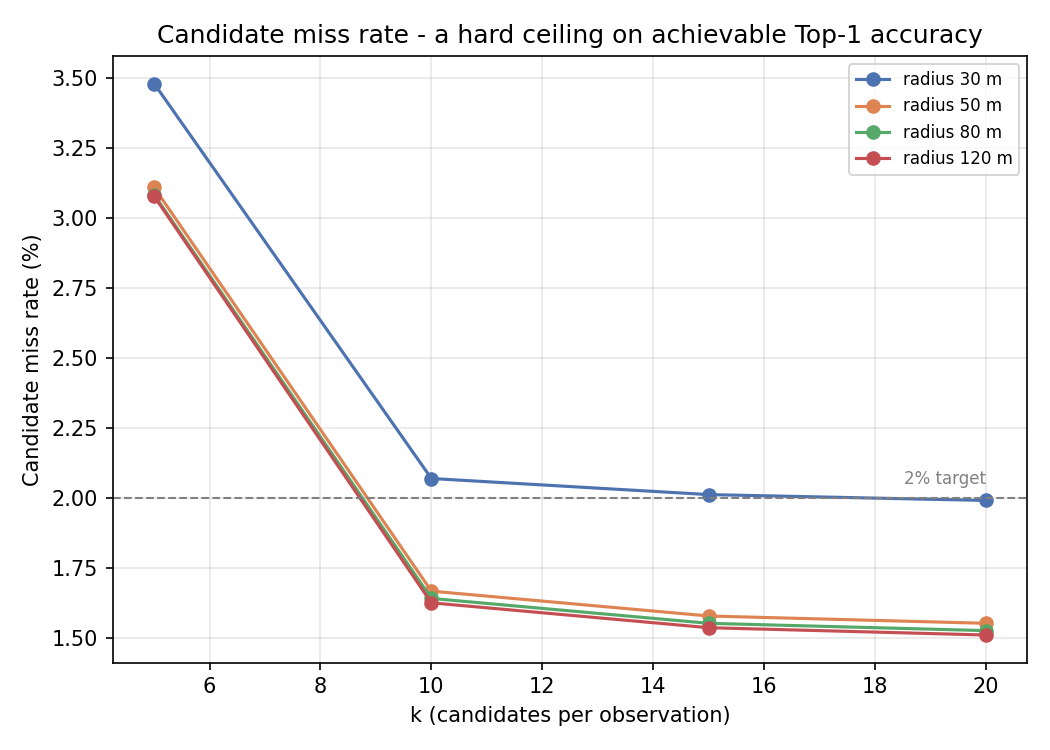 Candidate miss rate - a hard ceiling on achievable Top-1 accuracy
radius 30 m
radius 50 m
radius 80 m
radius 120 m
2% target
Candidate miss rate (%)
3.50
3.25
3.00
2.75
2.50
2.25
2.00
1.75
1.50
6 8 10 12 14 16 18 20
k (candidates per observation)